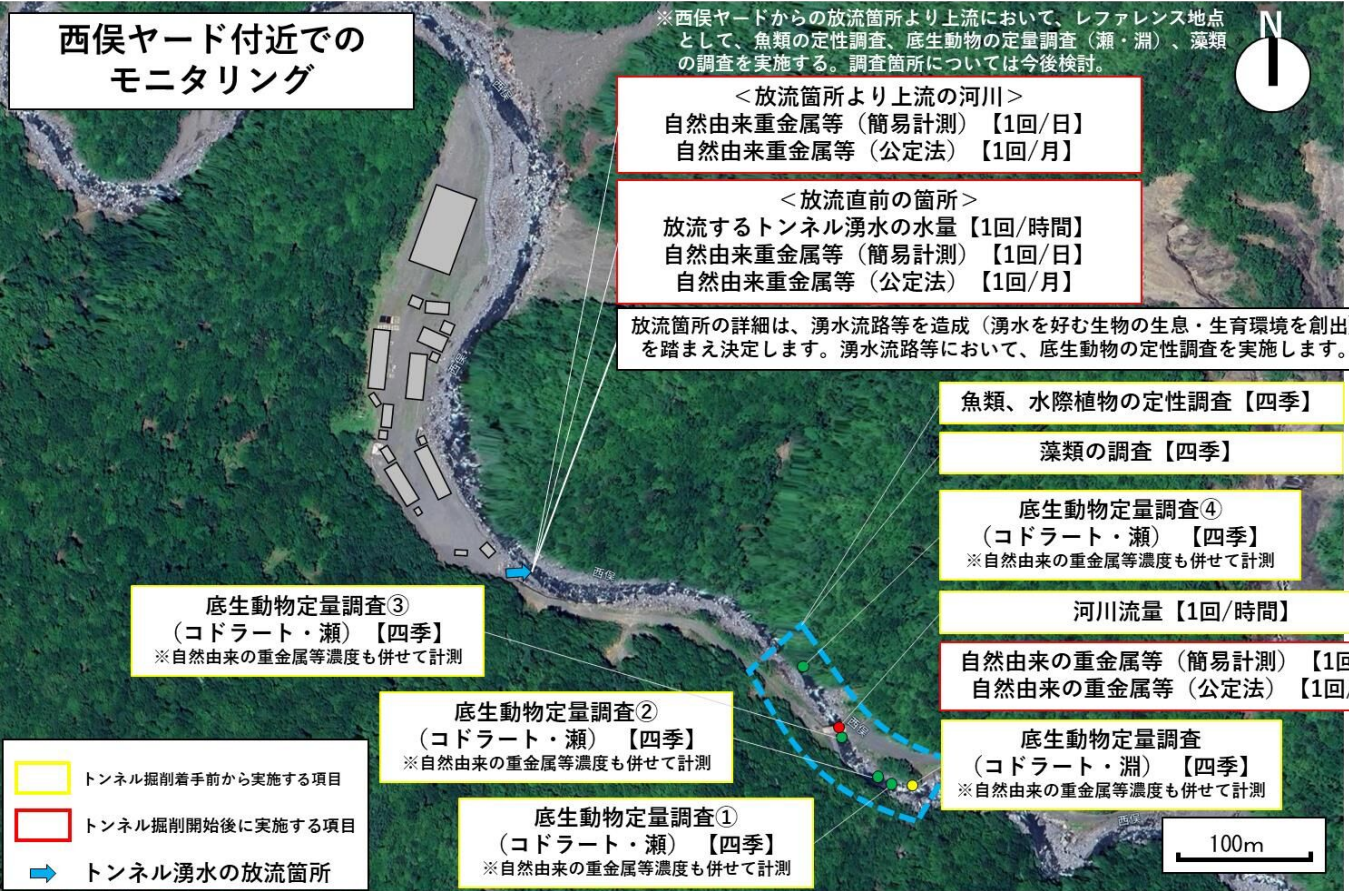 西俣ヤード付近での
モニタリング
※西俣ヤードからの放流箇所より上流において、レファレンス地点
として、魚類の定性調査、底生動物の定量調査（瀬・淵）、藻類
の調査を実施する。調査箇所については今後検討。
N
＜放流箇所より上流の河川＞
自然由来重金属等（簡易計測）【1回/日】
自然由来重金属等（公定法）【1回/月】
＜放流直前の箇所＞
放流するトンネル湧水の水量【1回/時間】
自然由来重金属等（簡易計測）【1回/日】
自然由来重金属等（公定法）【1回/月】
放流箇所の詳細は、湧水流路等を造成（湧水を好む生物の生息・生育環境を創出
を踏まえ決定します。湧水流路等において、底生動物の定性調査を実施します。
魚類、水際植物の定性調査【四季】
藻類の調査【四季】
底生動物定量調査④
（コドラート・瀬）【四季】
※自然由来の重金属等濃度も併せて計測
河川流量【1回/時間】
自然由来の重金属等（簡易計測）【1回
自然由来の重金属等（公定法）【1回/
底生動物定量調査
（コドラート・淵）【四季】
※自然由来の重金属等濃度も併せて計測
底生動物定量調査③
（コドラート・瀬）【四季】
※自然由来の重金属等濃度も併せて計測
底生動物定量調査②
（コドラート・瀬）【四季】
※自然由来の重金属等濃度も併せて計測
底生動物定量調査①
（コドラート・瀬）【四季】
※自然由来の重金属等濃度も併せて計測
西俣
西俣
西俣
西俣
西俣
トンネル掘削着手前から実施する項目
トンネル掘削開始後に実施する項目
トンネル湧水の放流箇所
100m